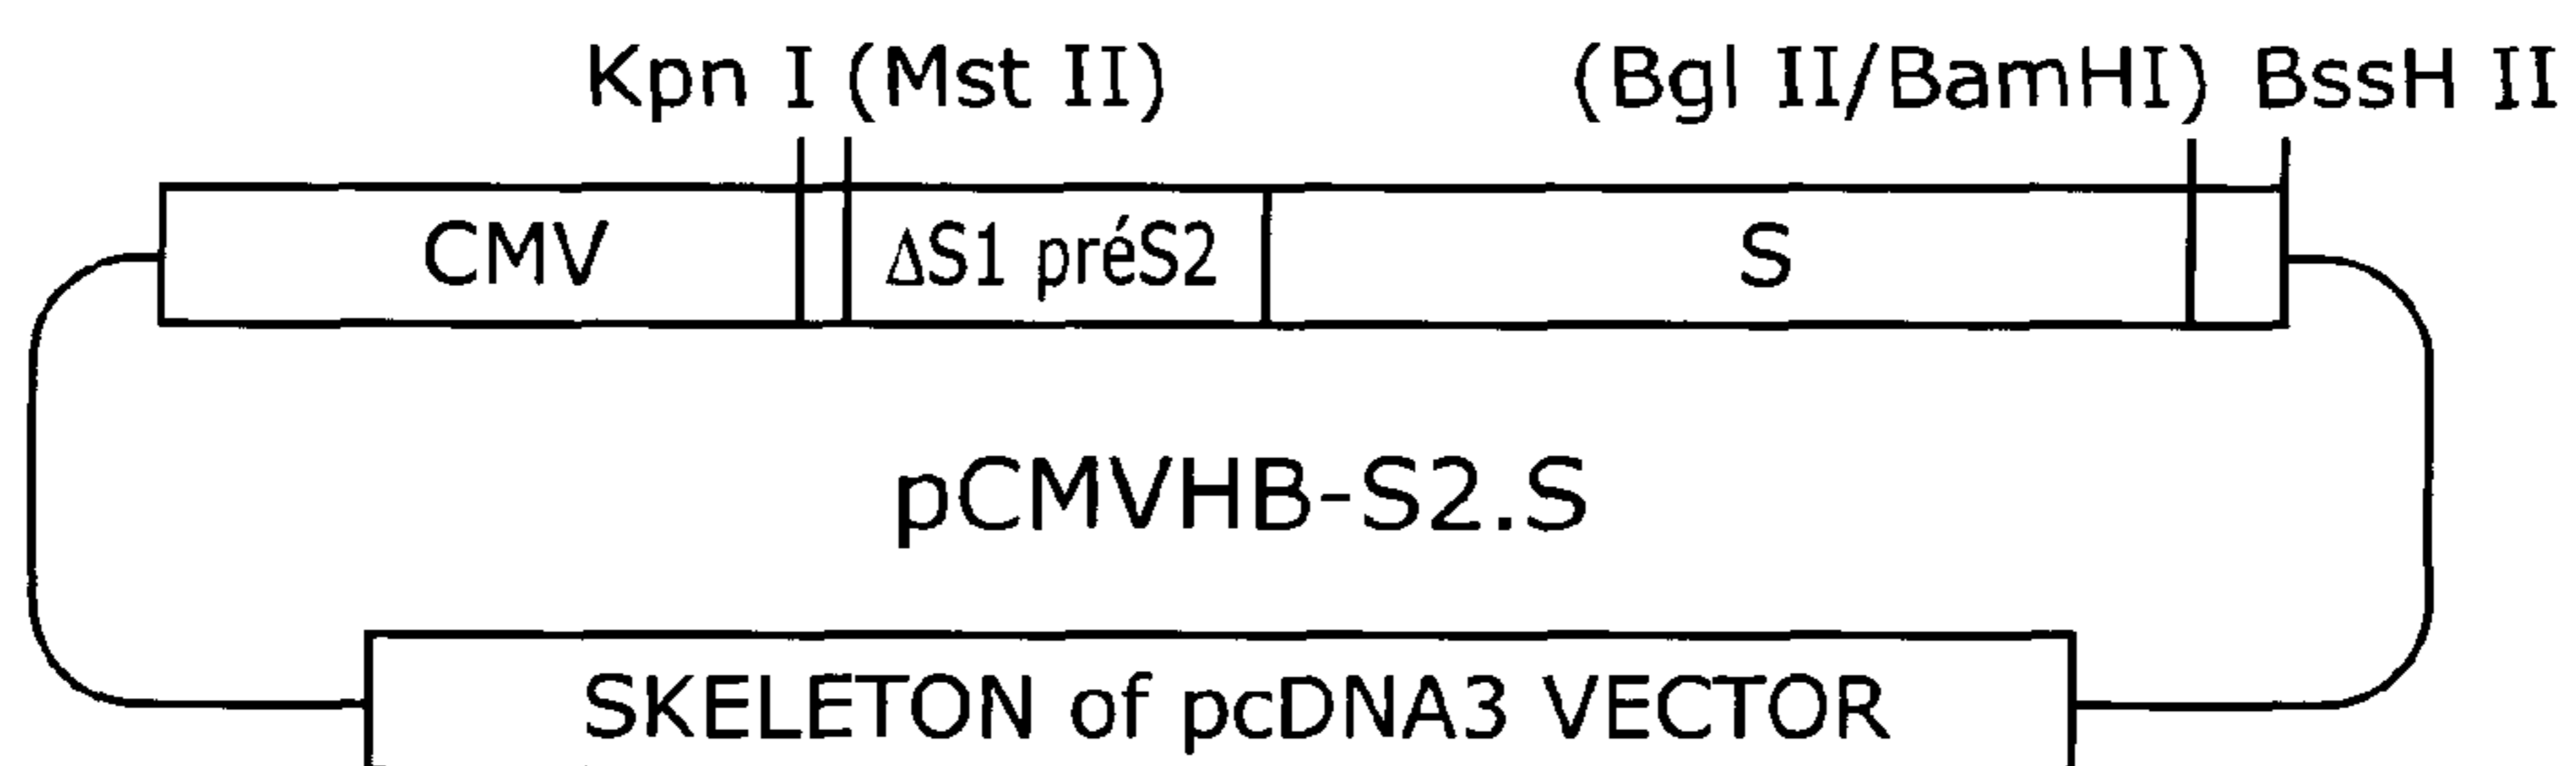 Kpn I (Mst II) (Bgl II/BamHI) BssH II
CMV ΔS1 préS2 S
pCMVHB-S2.S
SKELETON of pcDNA3 VECTOR